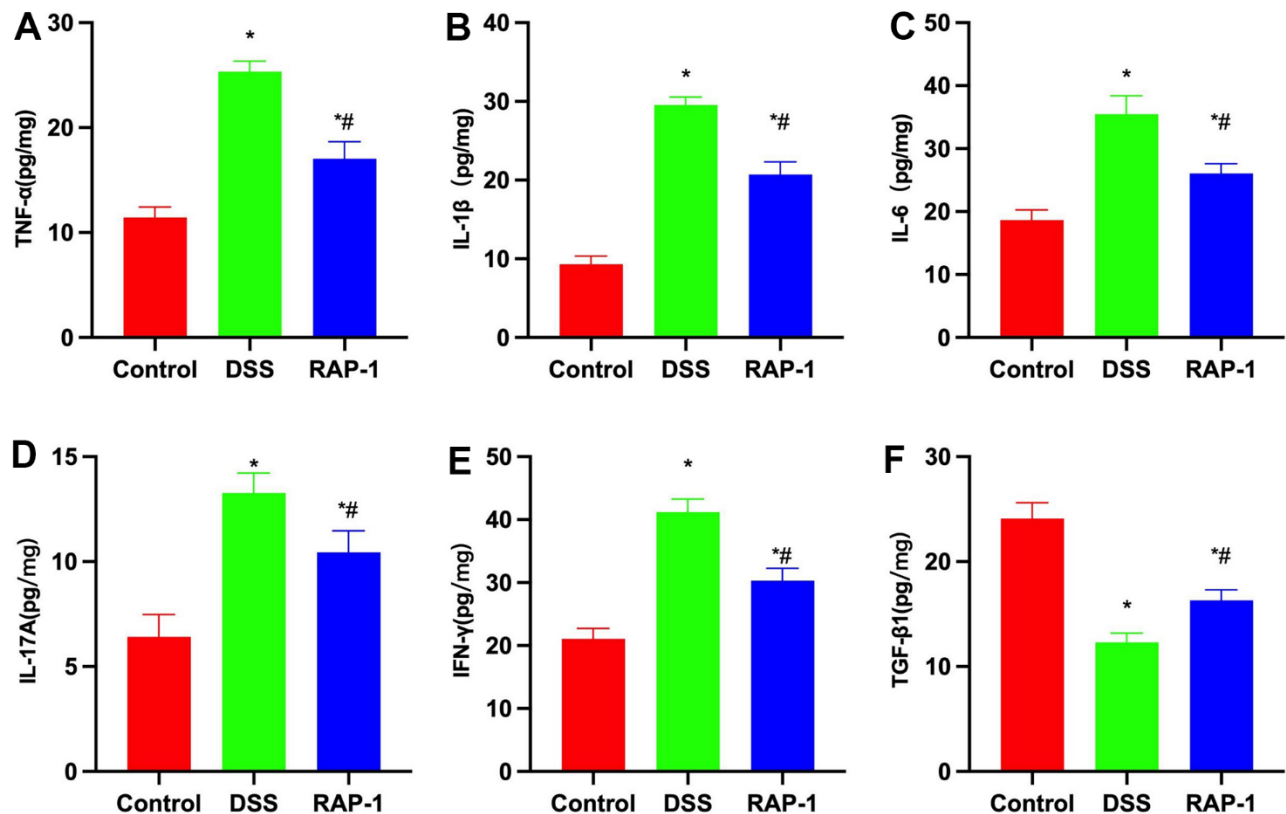 A
TNF-α(pg/mg)
30
20
10
0
*
*#
Control DSS RAP-1
B
IL-1β (pg/mg)
40
30
20
10
0
*
*#
Control DSS RAP-1
C
IL-6 (pg/mg)
50
40
30
20
10
0
*
*#
Control DSS RAP-1
D
IL-17A(pg/mg)
15
10
5
0
*
*#
Control DSS RAP-1
E
IFN-γ(pg/mg)
50
40
30
20
10
0
*
*#
Control DSS RAP-1
F
TGF-β1(pg/mg)
30
20
10
0
*
*#
Control DSS RAP-1